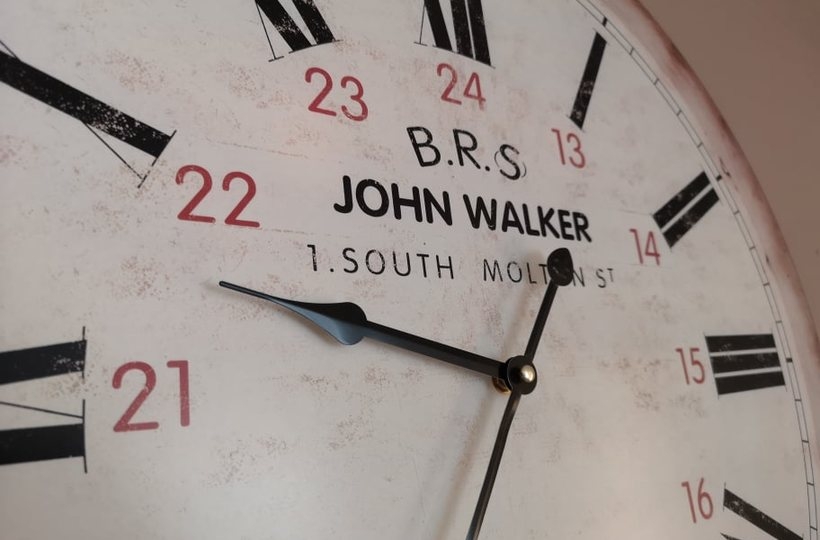 23 24
B.R.S
13
JOHN WALKER
22
14
1.SOUTH MOLTON ST
15
21
16